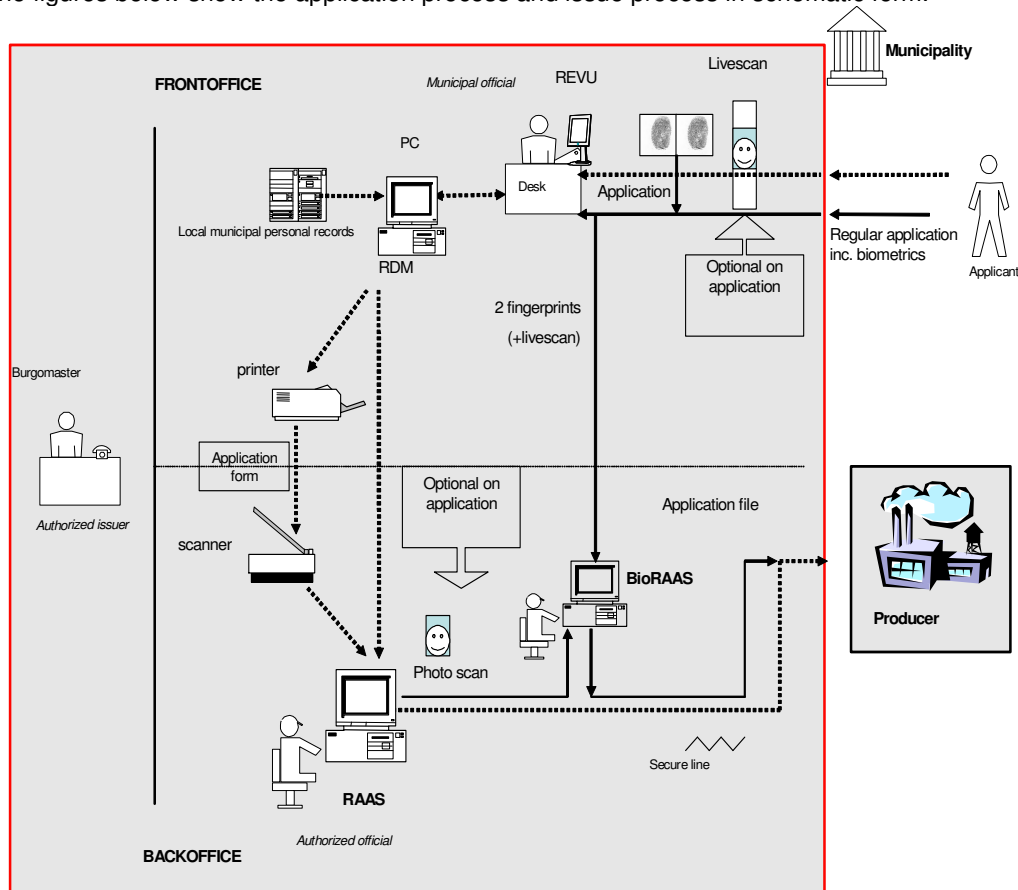 The figures below show the application process and issue process in schematic form.
Municipality
FRONTOFFICE
Municipal official
REVU
Livescan
PC
Desk
Application
Local municipal personal records
RDM
Regular application
inc. biometrics
Applicant
Optional on
application
2 fingerprints
(+livescan)
Burgomaster
printer
Application
form
Optional on
application
Application file
Authorized issuer
scanner
BioRAAS
Producer
Photo scan
Secure line
RAAS
Authorized official
BACKOFFICE